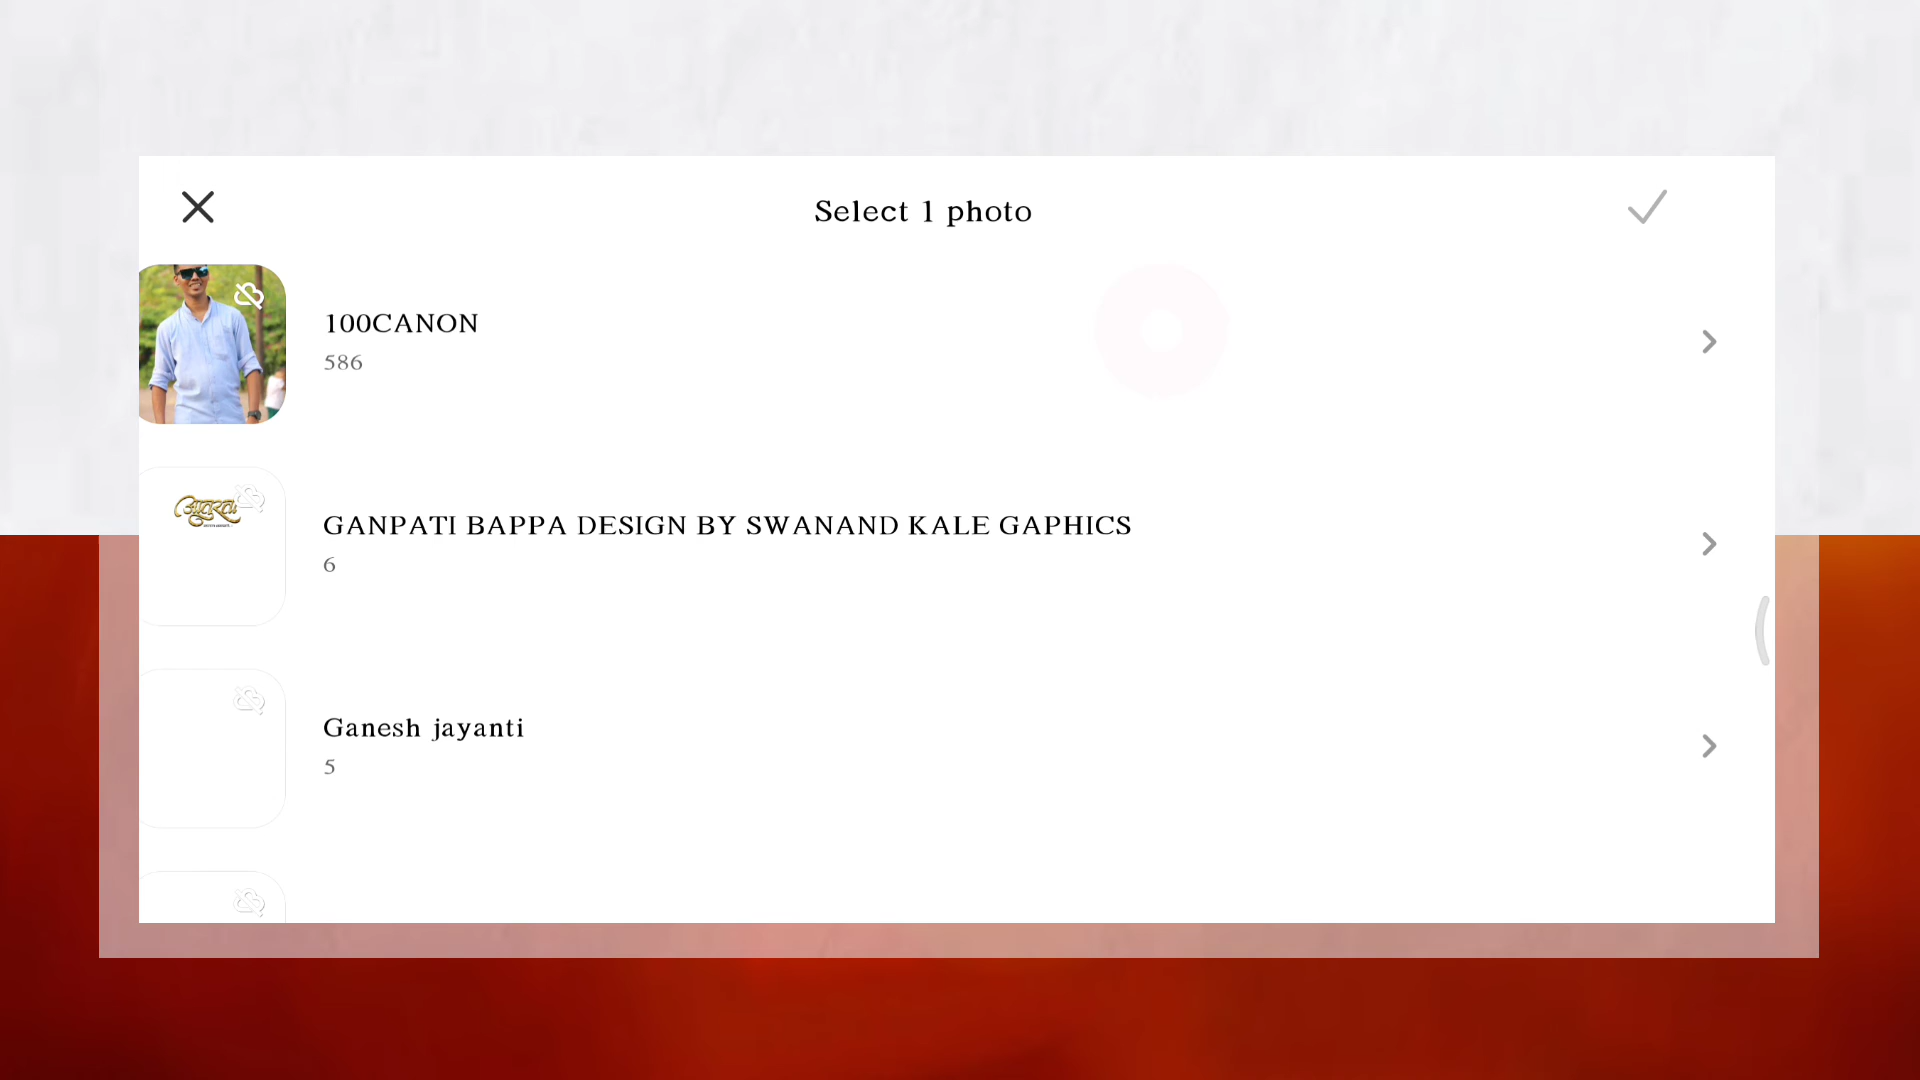 Select 1 photo
100CANON
586
GANPATI BAPPA DESIGN BY SWANAND KALE GAPHICS
6
Ganesh jayanti
5